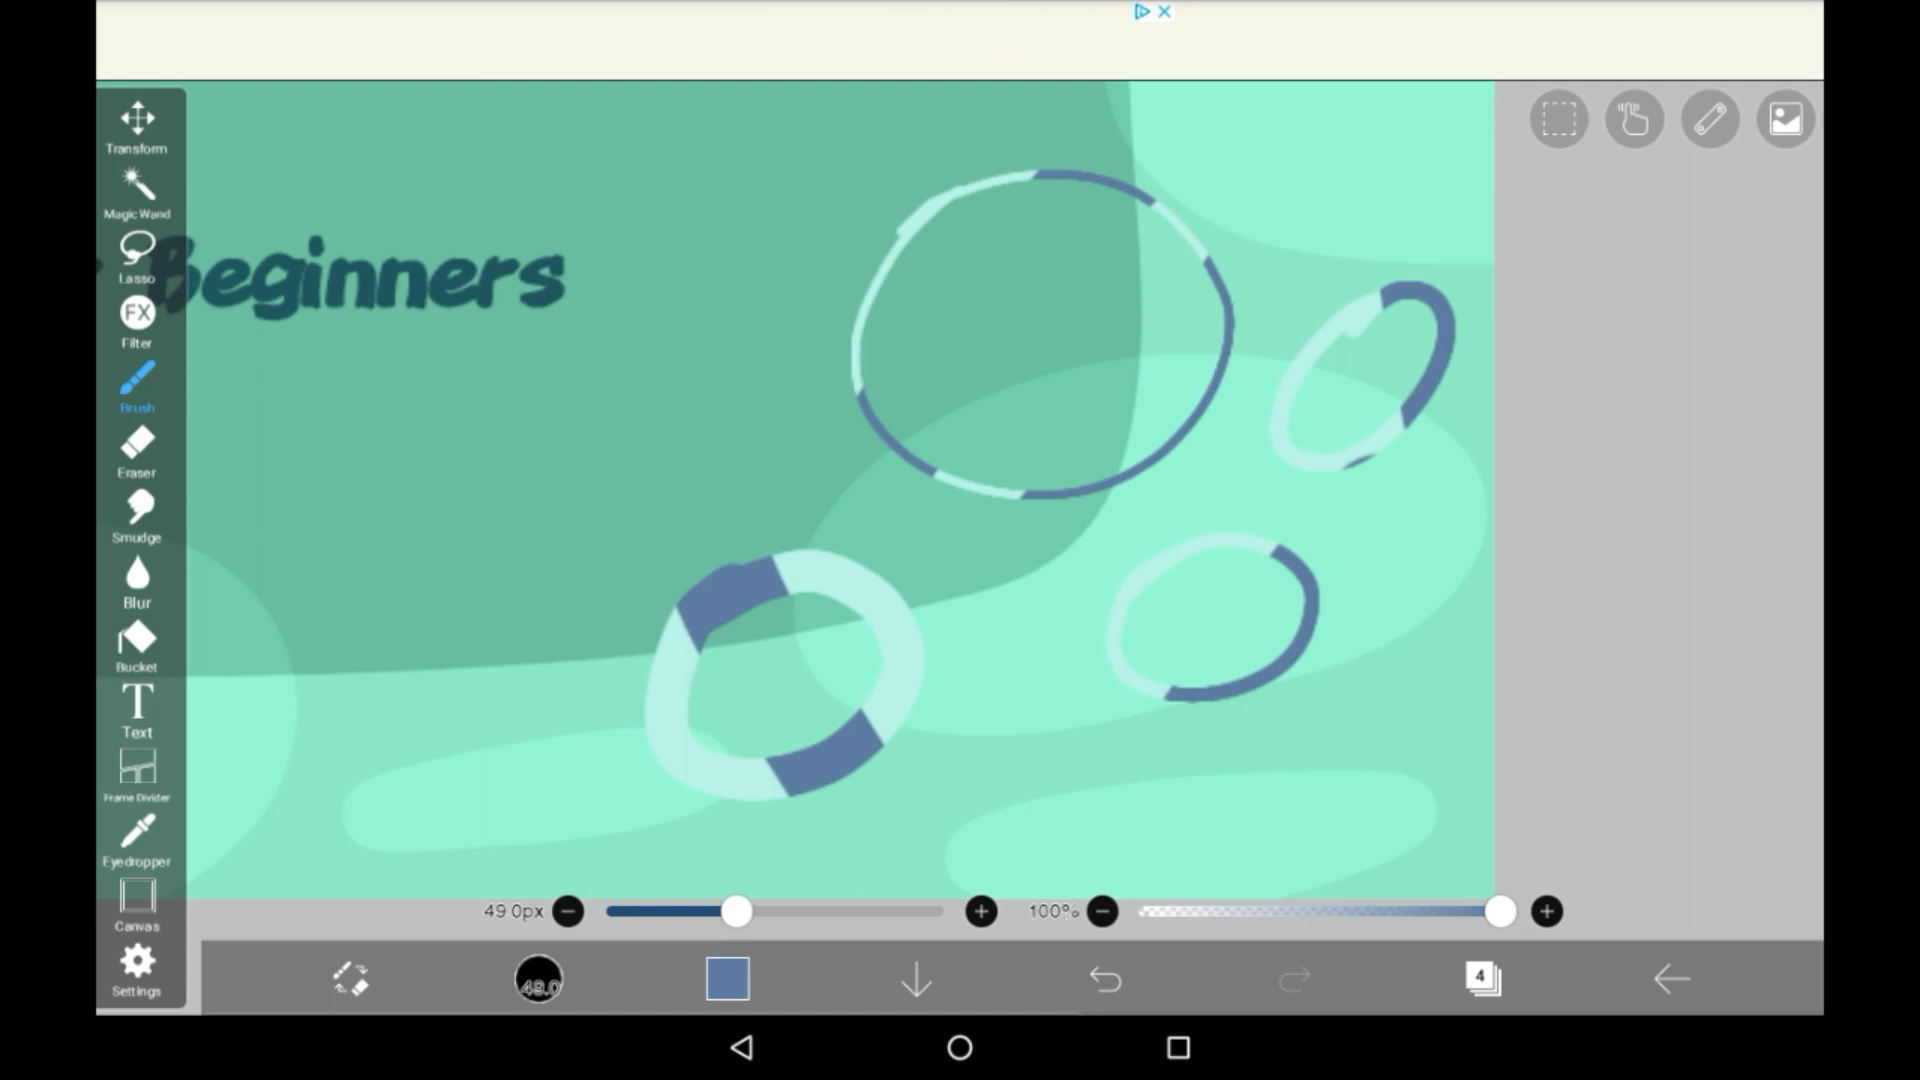 Transform
Magic Wand
Lasso
Beginners
FX
Filter
Brush
Eraser
Smudge
Blur
Bucket
T
Text
Frame Divider
Eyedropper
Canvas
49.0px
100%
Settings
49.0
4